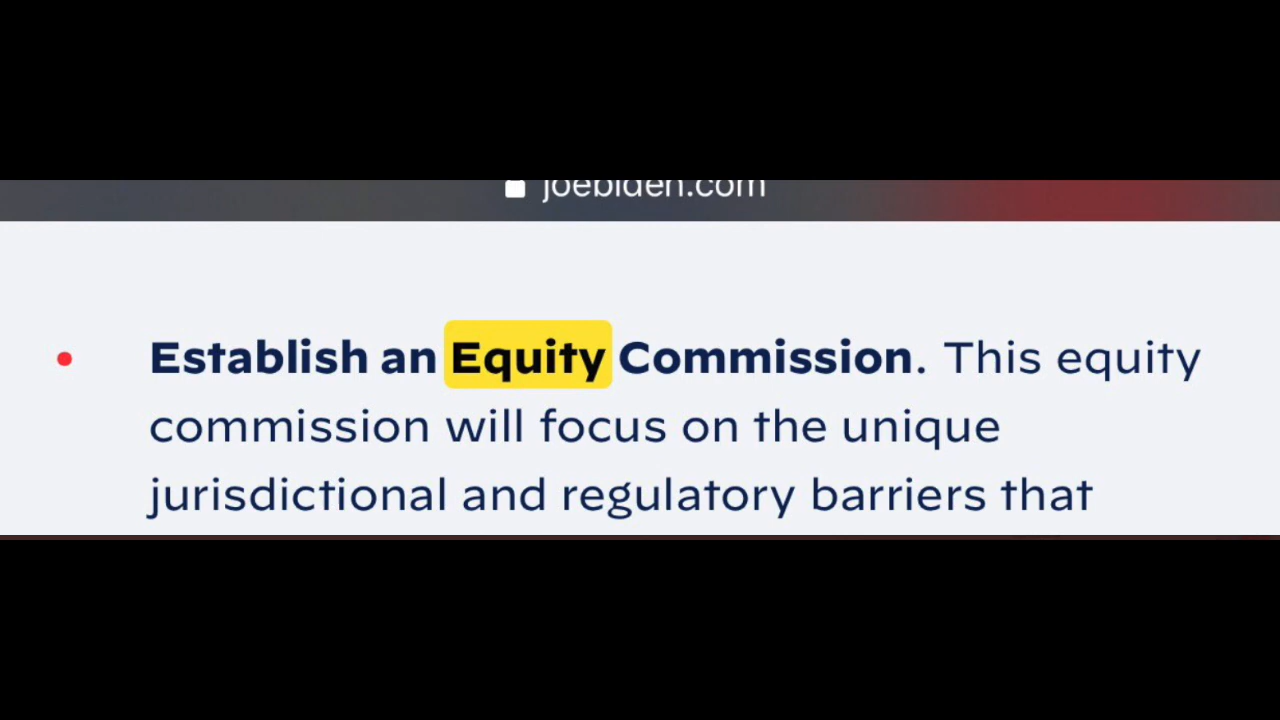 joebiden.com
Establish an Equity Commission. This equity
commission will focus on the unique
jurisdictional and regulatory barriers that